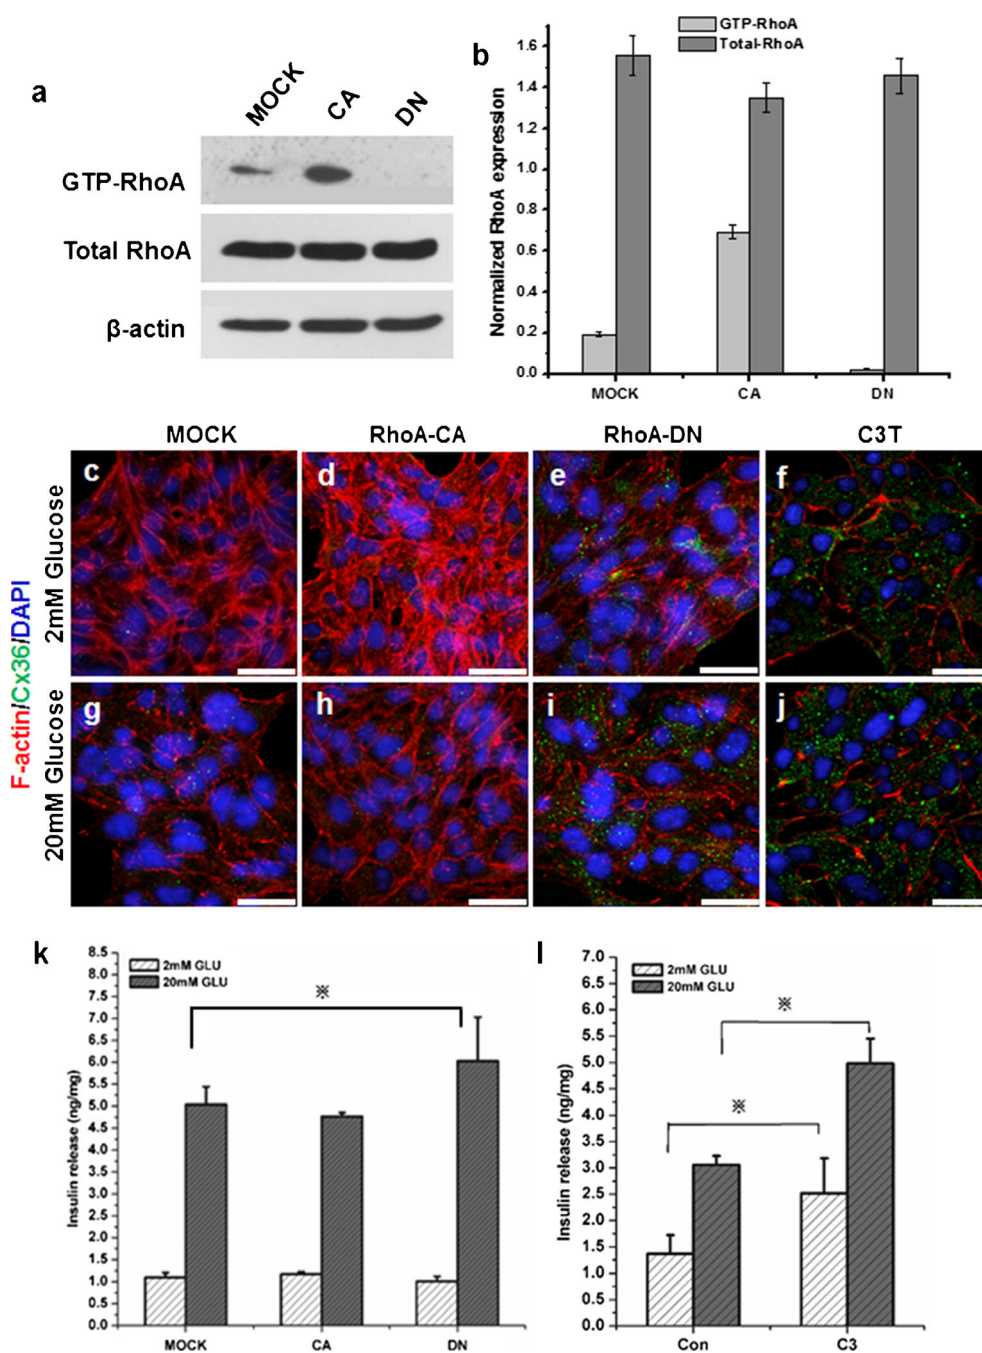 a
MOCK
CA
DN
GTP-RhoA
Total RhoA
β-actin
b
GTP-RhoA
Total-RhoA
Normalized RhoA expression
1.6
1.4
1.2
1.0
0.8
0.6
0.4
0.2
0.0
MOCK
CA
DN
MOCK
RhoA-CA
RhoA-DN
C3T
F-actin/Cx36/DAPI
2mM Glucose
c
d
e
f
20mM Glucose
g
h
i
j
k
2mM GLU
20mM GLU
※
Insulin release (ng/mg)
8.5
8.0
7.5
7.0
6.5
6.0
5.5
5.0
4.5
4.0
3.5
3.0
2.5
2.0
1.5
1.0
0.5
0.0
MOCK
CA
DN
l
2mM GLU
20mM GLU
※
※
Insulin release (ng/mg)
7.0
6.5
6.0
5.5
5.0
4.5
4.0
3.5
3.0
2.5
2.0
1.5
1.0
0.5
0.0
Con
C3